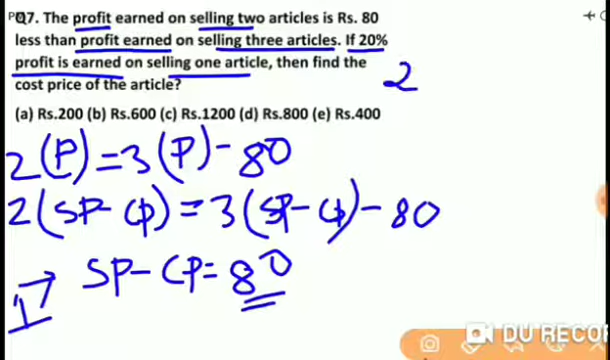 Q7. The profit earned on selling two articles is Rs. 80
less than profit earned on selling three articles. If 20%
profit is earned on selling one article, then find the
cost price of the article?
2
(a) Rs.200 (b) Rs.600 (c) Rs.1200 (d) Rs.800 (e) Rs.400
2(P) = 3(P) - 80
2(SP - CP) = 3(SP - CP) - 80
1 → SP - CP = 80
DU RECO